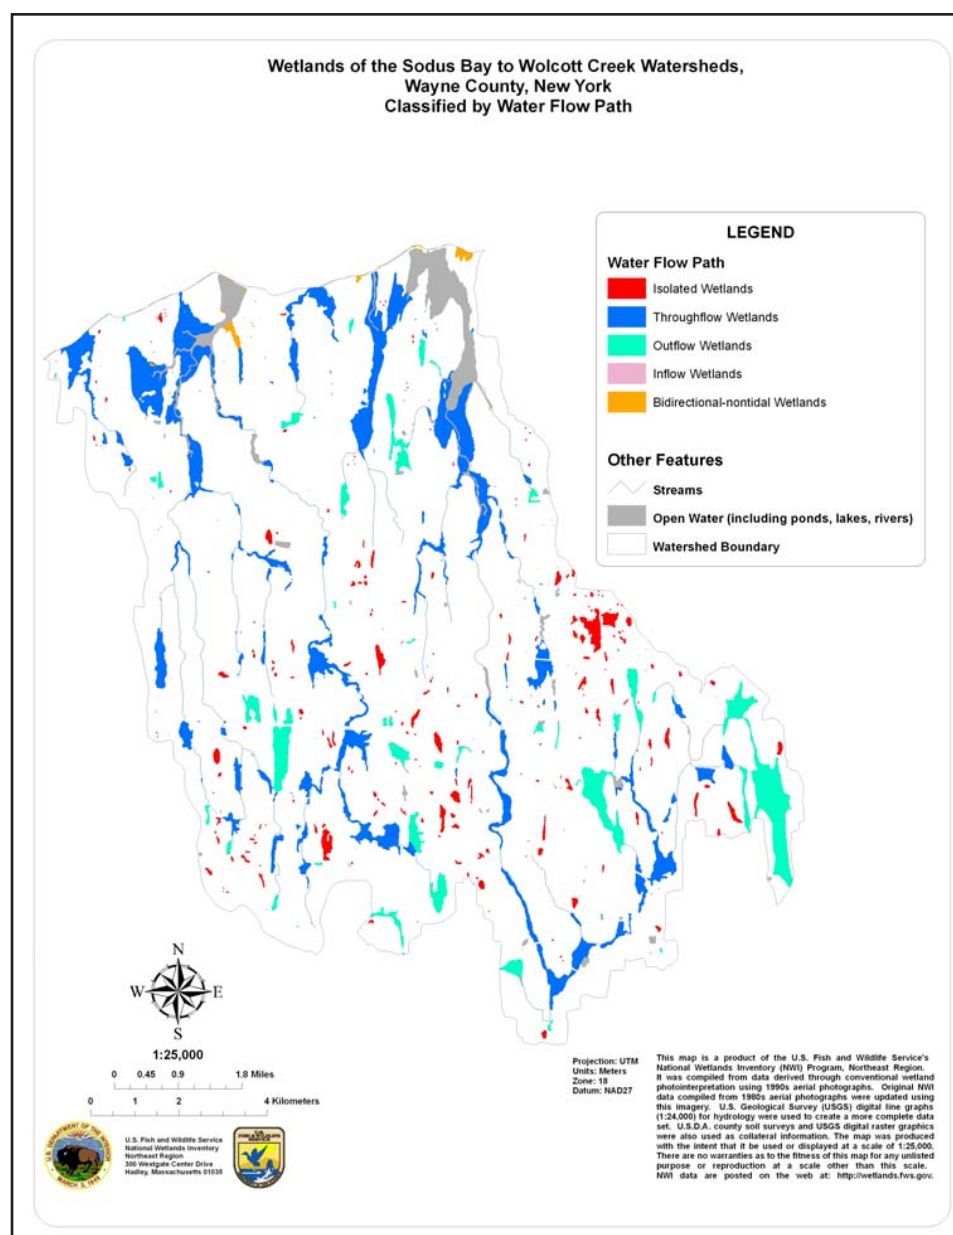 Wetlands of the Sodus Bay to Wolcott Creek Watersheds,
Wayne County, New York
Classified by Water Flow Path
LEGEND
Water Flow Path
Isolated Wetlands
Throughflow Wetlands
Outflow Wetlands
Inflow Wetlands
Bidirectional-nontidal Wetlands
Other Features
Streams
Open Water (including ponds, lakes, rivers)
Watershed Boundary
N
W E
S
1:25,000
0 0.45 0.9 1.8 Miles
0 1 2 4 Kilometers
U.S. DEPARTMENT OF THE INTERIOR
MARCH 3, 1849
U.S. Fish and Wildlife Service
National Wetlands Inventory
Northeast Region
300 Westgate Center Drive
Hadley, Massachusetts 01035
Projection: UTM
Units: Meters
Zone: 18
Datum: NAD27
This map is a product of the U.S. Fish and Wildlife Service's
National Wetlands Inventory (NWI) Program, Northeast Region.
It was compiled from data derived through conventional wetland
photointerpretation using 1990s aerial photographs. Original NWI
data compiled from 1980s aerial photographs were updated using
this imagery. U.S. Geological Survey (USGS) digital line graphs
(1:24,000) for hydrology were used to create a more complete data
set. U.S.D.A. county soil surveys and USGS digital raster graphics
were also used as collateral information. The map was produced
with the intent that it be used or displayed at a scale of 1:25,000.
There are no warranties as to the fitness of this map for any unlisted
purpose or reproduction at a scale other than this scale.
NWI data are posted on the web at: http://wetlands.fws.gov.